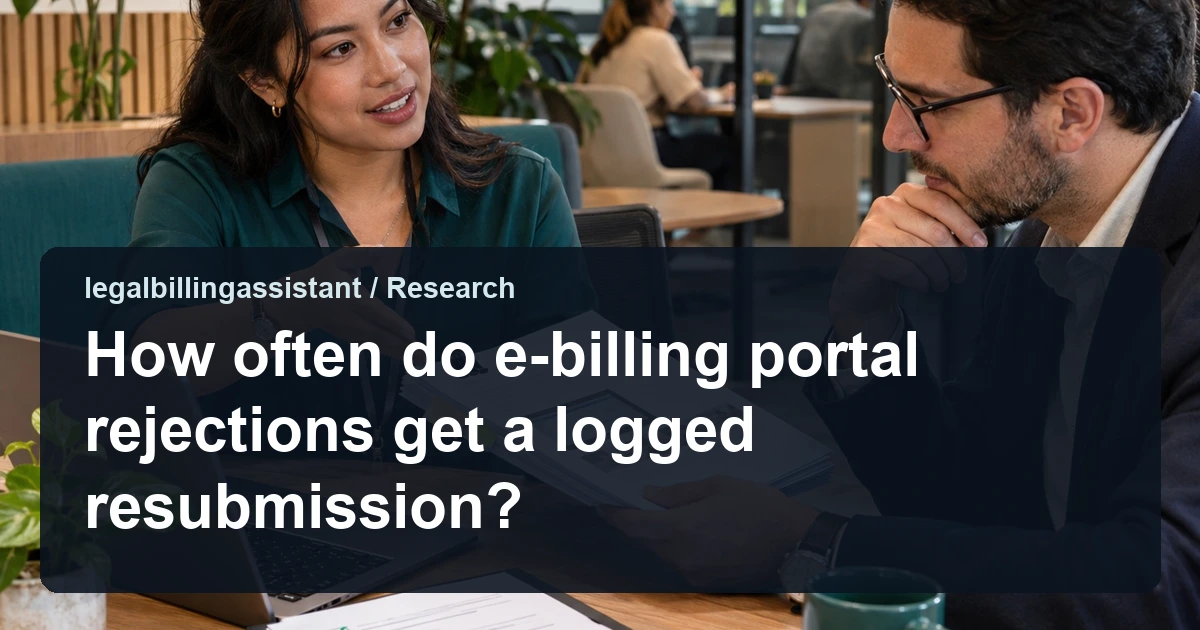 legalbillingassistant / Research
How often do e-billing portal
rejections get a logged
resubmission?